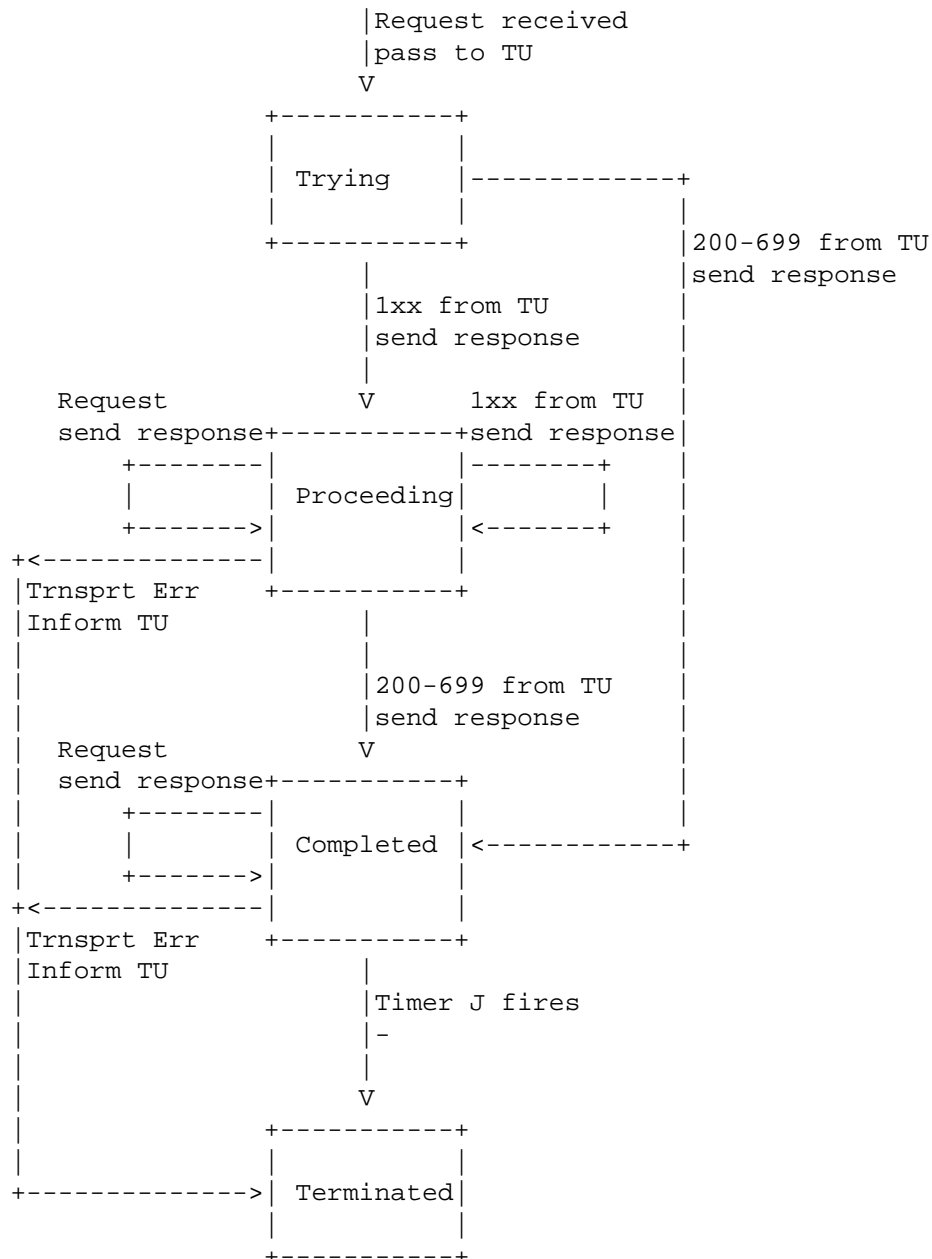 Request received
pass to TU
Trying
200-699 from TU
send response
1xx from TU
send response
Request
send response
1xx from TU
send response
Proceeding
Trnsprt Err
Inform TU
200-699 from TU
send response
Request
send response
Completed
Trnsprt Err
Inform TU
Timer J fires
-
Terminated